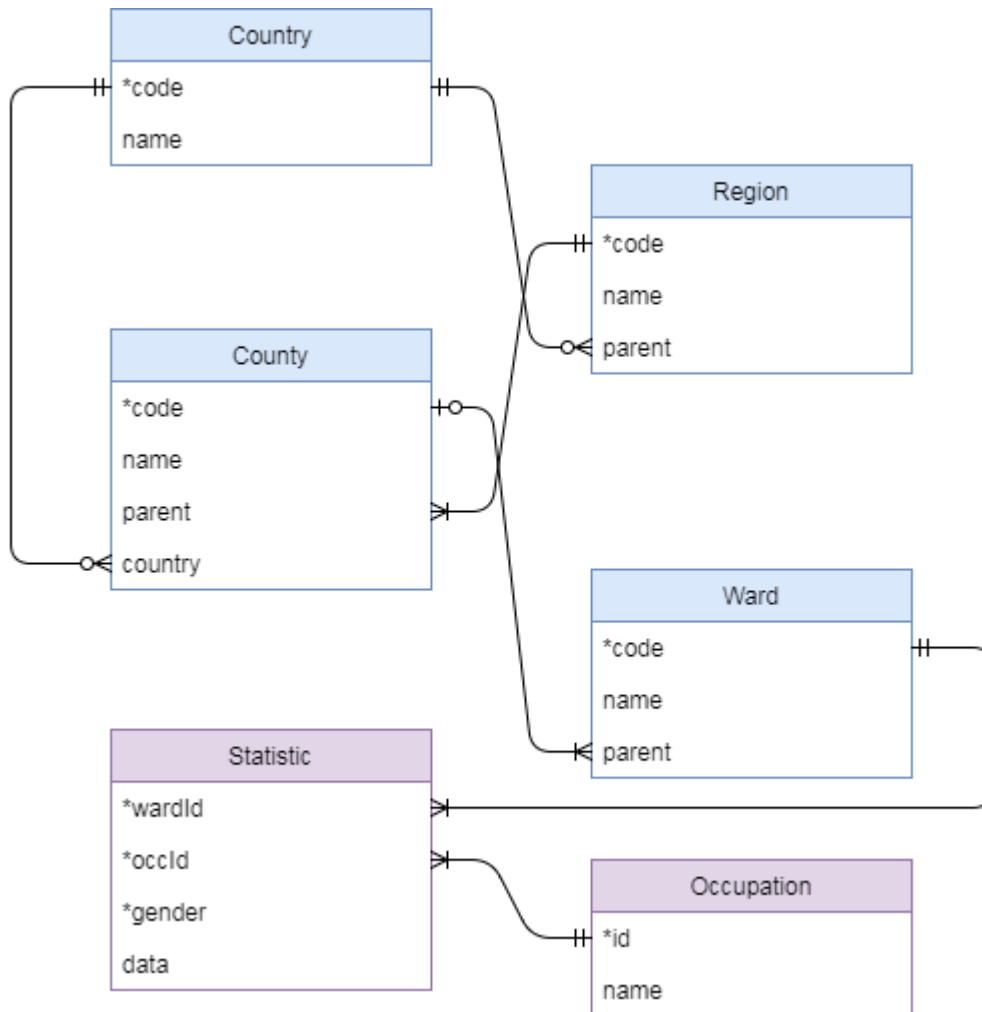 Country
*code
name
Region
*code
name
parent
County
*code
name
parent
country
Ward
*code
name
parent
Statistic
*wardId
*occId
*gender
data
Occupation
*id
name